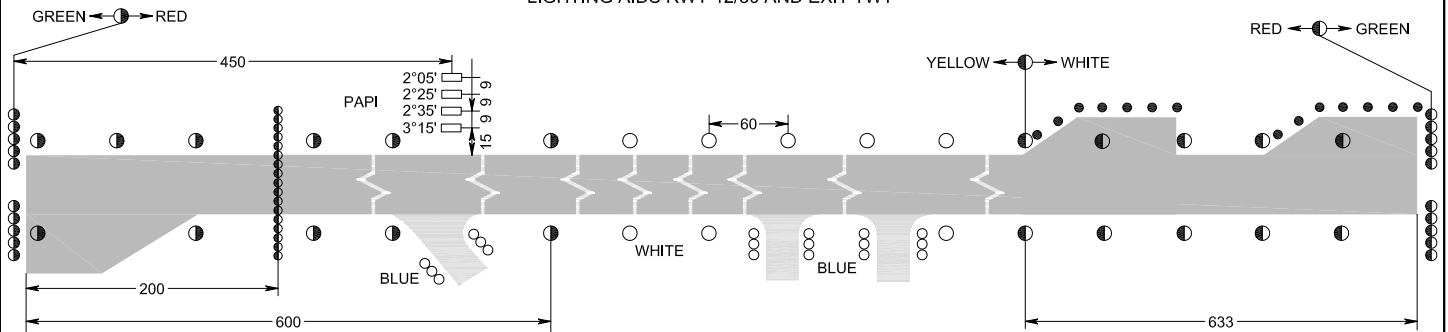 LIGHTING AIDS RWY 12/30 AND EXIT TWY
GREEN RED
RED GREEN
450
YELLOW WHITE
2°05'
2°25'
PAPI
2°35'
3°15'
9
9
9
15
60
WHITE
BLUE
BLUE
200
600
633